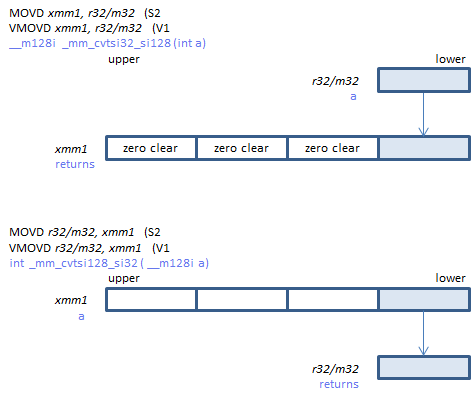 MOVD xmm1, r32/m32 (S2
VMOVD xmm1, r32/m32 (V1
__m128i _mm_cvtsi32_si128 (int a)
upper lower
r32/m32
a
xmm1 zero clear zero clear zero clear
returns
MOVD r32/m32, xmm1 (S2
VMOVD r32/m32, xmm1 (V1
int _mm_cvtsi128_si32 ( __m128i a)
upper lower
xmm1
a
r32/m32
returns